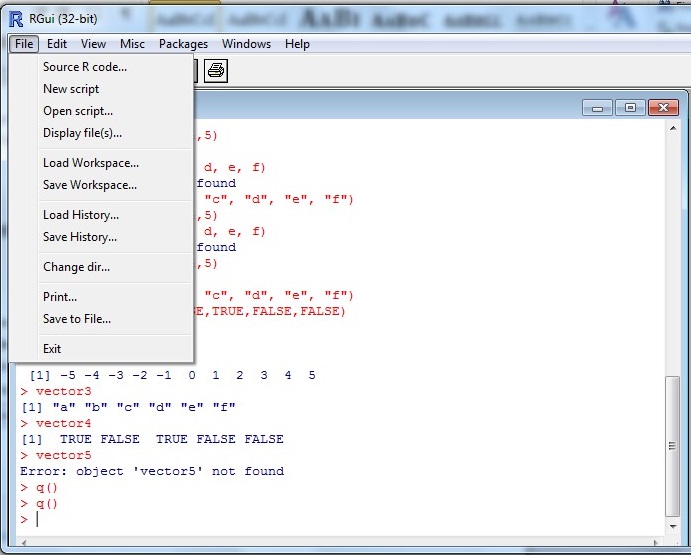 RGui (32-bit)
File Edit View Misc Packages Windows Help
Source R code...
New script
Open script...
Display file(s)...
Load Workspace...
Save Workspace...
Load History...
Save History...
Change dir...
Print...
Save to File...
Exit
,5)
d, e, f)
found
"c", "d", "e", "f")
,5)
d, e, f)
found
,5)
"c", "d", "e", "f")
E,TRUE,FALSE,FALSE)
[1] -5 -4 -3 -2 -1 0 1 2 3 4 5
> vector3
[1] "a" "b" "c" "d" "e" "f"
> vector4
[1] TRUE FALSE TRUE FALSE FALSE
> vector5
Error: object 'vector5' not found
> q()
> q()
>